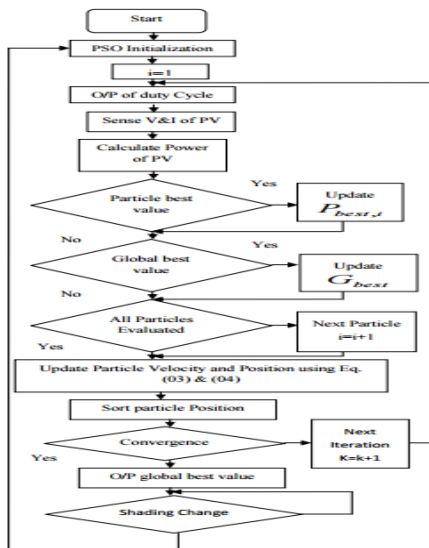 Start
PSO Initialization
i=1
O/P of duty Cycle
Sense V&I of PV
Calculate Power
of PV
Yes
Particle best
value
Update
P best,i
No
Yes
Global best
value
Update
G best
No
All Particles
Evaluated
Next Particle
i=i+1
Yes
Update Particle Velocity and Position using Eq.
(03) & (04)
Sort particle Position
Convergence
Next
Iteration
K=k+1
Yes
O/P global best value
Shading Change